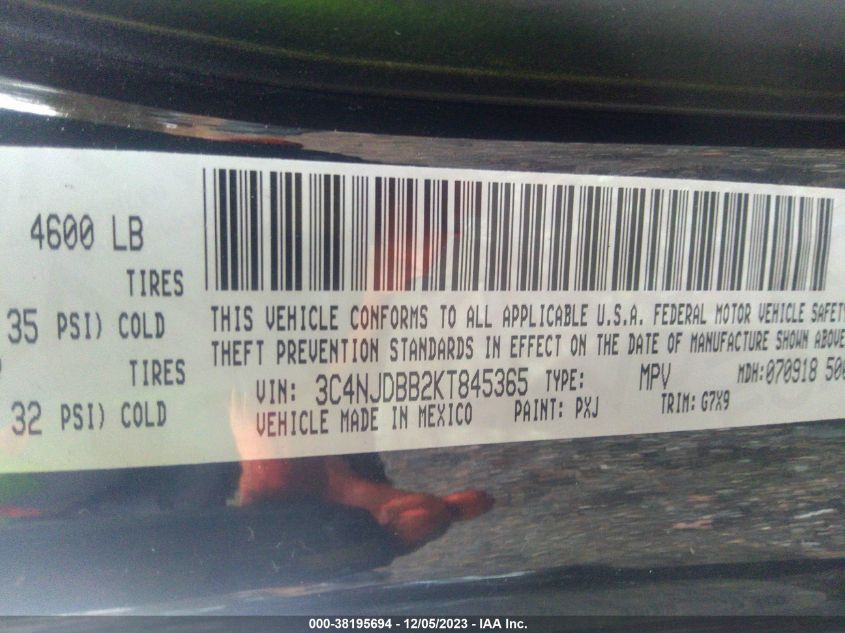 4600 LB
TIRES
35 PSI) COLD
TIRES
32 PSI) COLD
THIS VEHICLE CONFORMS TO ALL APPLICABLE U.S.A. FEDERAL MOTOR VEHICLE SAFETY
THEFT PREVENTION STANDARDS IN EFFECT ON THE DATE OF MANUFACTURE SHOWN ABOVE
VIN: 3C4NJDBB2KT845365 TYPE: MPV MDH:070918 500
VEHICLE MADE IN MEXICO PAINT: PXJ TRIM: G7X9
000-38195694 - 12/05/2023 - IAA Inc.